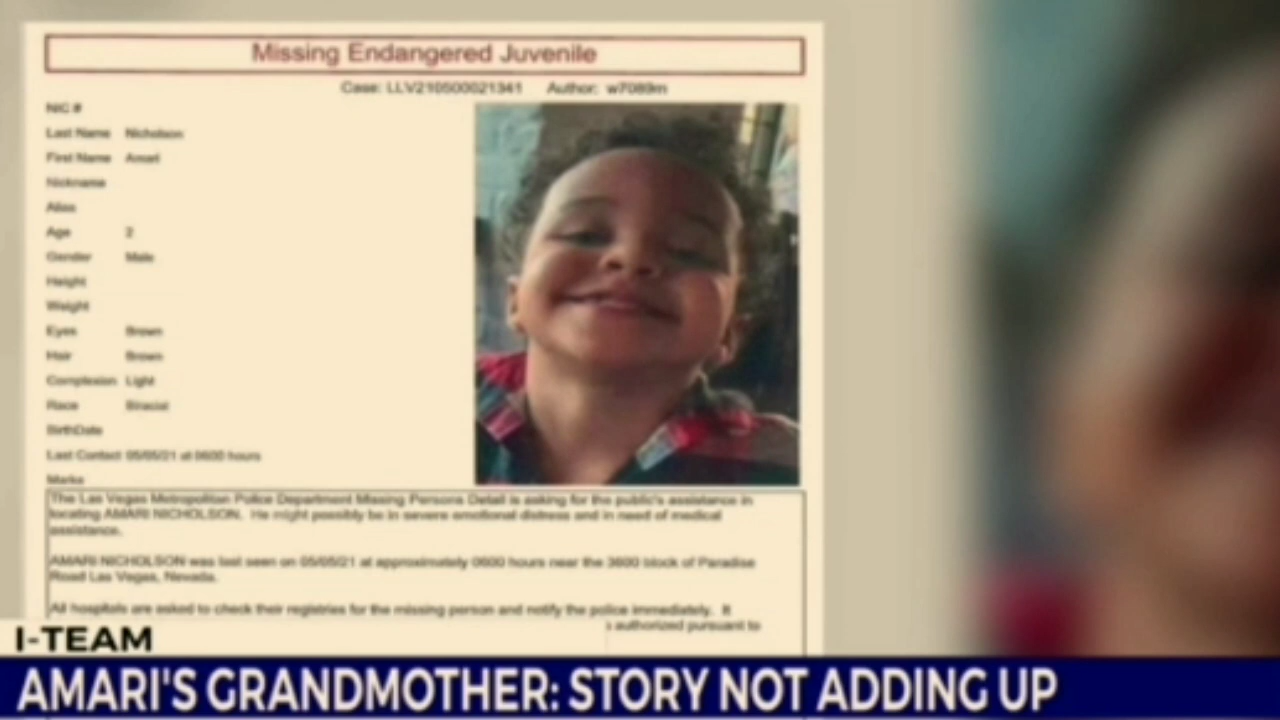 Missing Endangered Juvenile
Case: LLV210500021341 Author: w7089m
NIC #
Last Name Nicholson
First Name Amari
Nickname
Alias
Age 2
Gender Male
Height
Weight
Eyes Brown
Hair Brown
Complexion Light
Race Biracial
BirthDate
Last Contact 05/05/21 at 0600 hours
Marks
The Las Vegas Metropolitan Police Department Missing Persons Detail is asking for the public's assistance in
locating AMARI NICHOLSON. He might possibly be in severe emotional distress and in need of medical
assistance.
AMARI NICHOLSON was last seen on 05/05/21 at approximately 0600 hours near the 3600 block of Paradise
Road Las Vegas, Nevada.
All hospitals are asked to check their registries for the missing person and notify the police immediately. It
authorized pursuant to
I-TEAM
AMARI'S GRANDMOTHER: STORY NOT ADDING UP